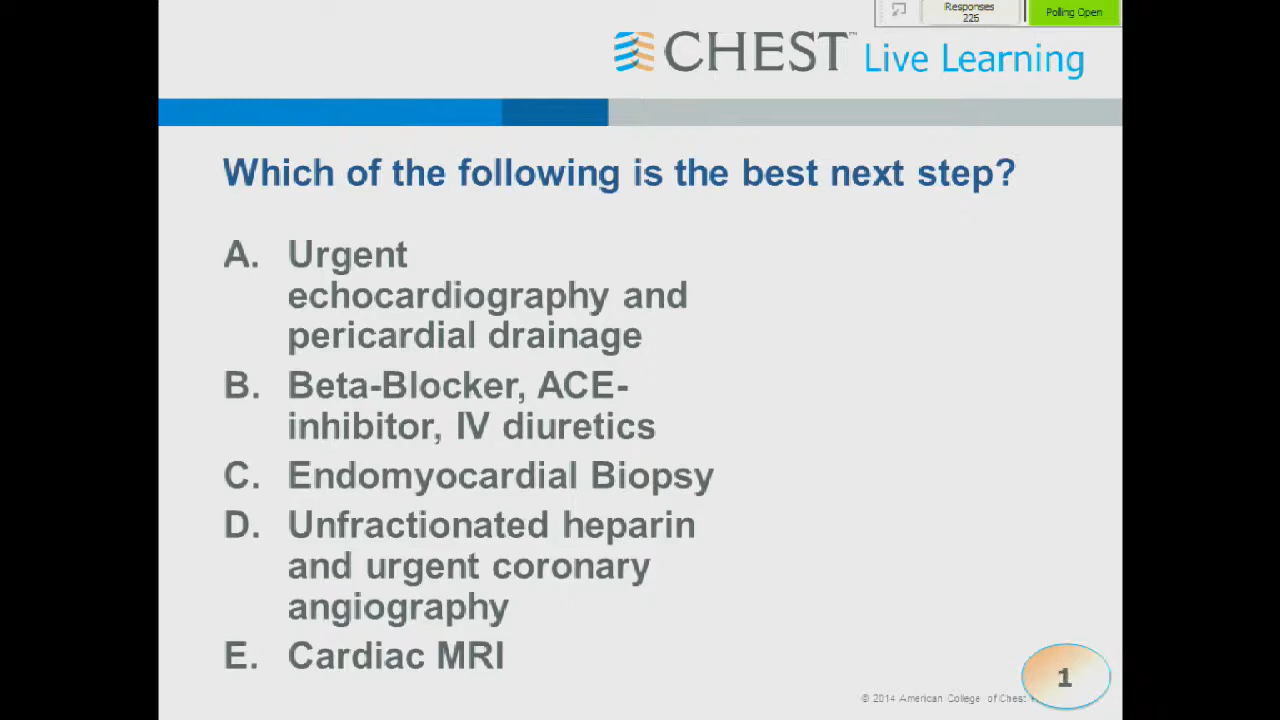 Responses
226
Polling Open
CHEST™ Live Learning
Which of the following is the best next step?
A. Urgent
echocardiography and
pericardial drainage
B. Beta-Blocker, ACE-
inhibitor, IV diuretics
C. Endomyocardial Biopsy
D. Unfractionated heparin
and urgent coronary
angiography
E. Cardiac MRI
© 2014 American College of Chest
1